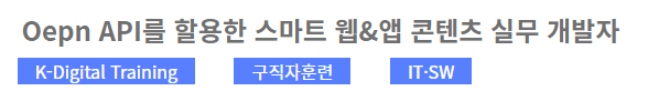 Oepn API를 할용한 스마트 웹&앱 콘텐츠 실무 개발자
K-Digital Training 구직자훈련 IT·SW